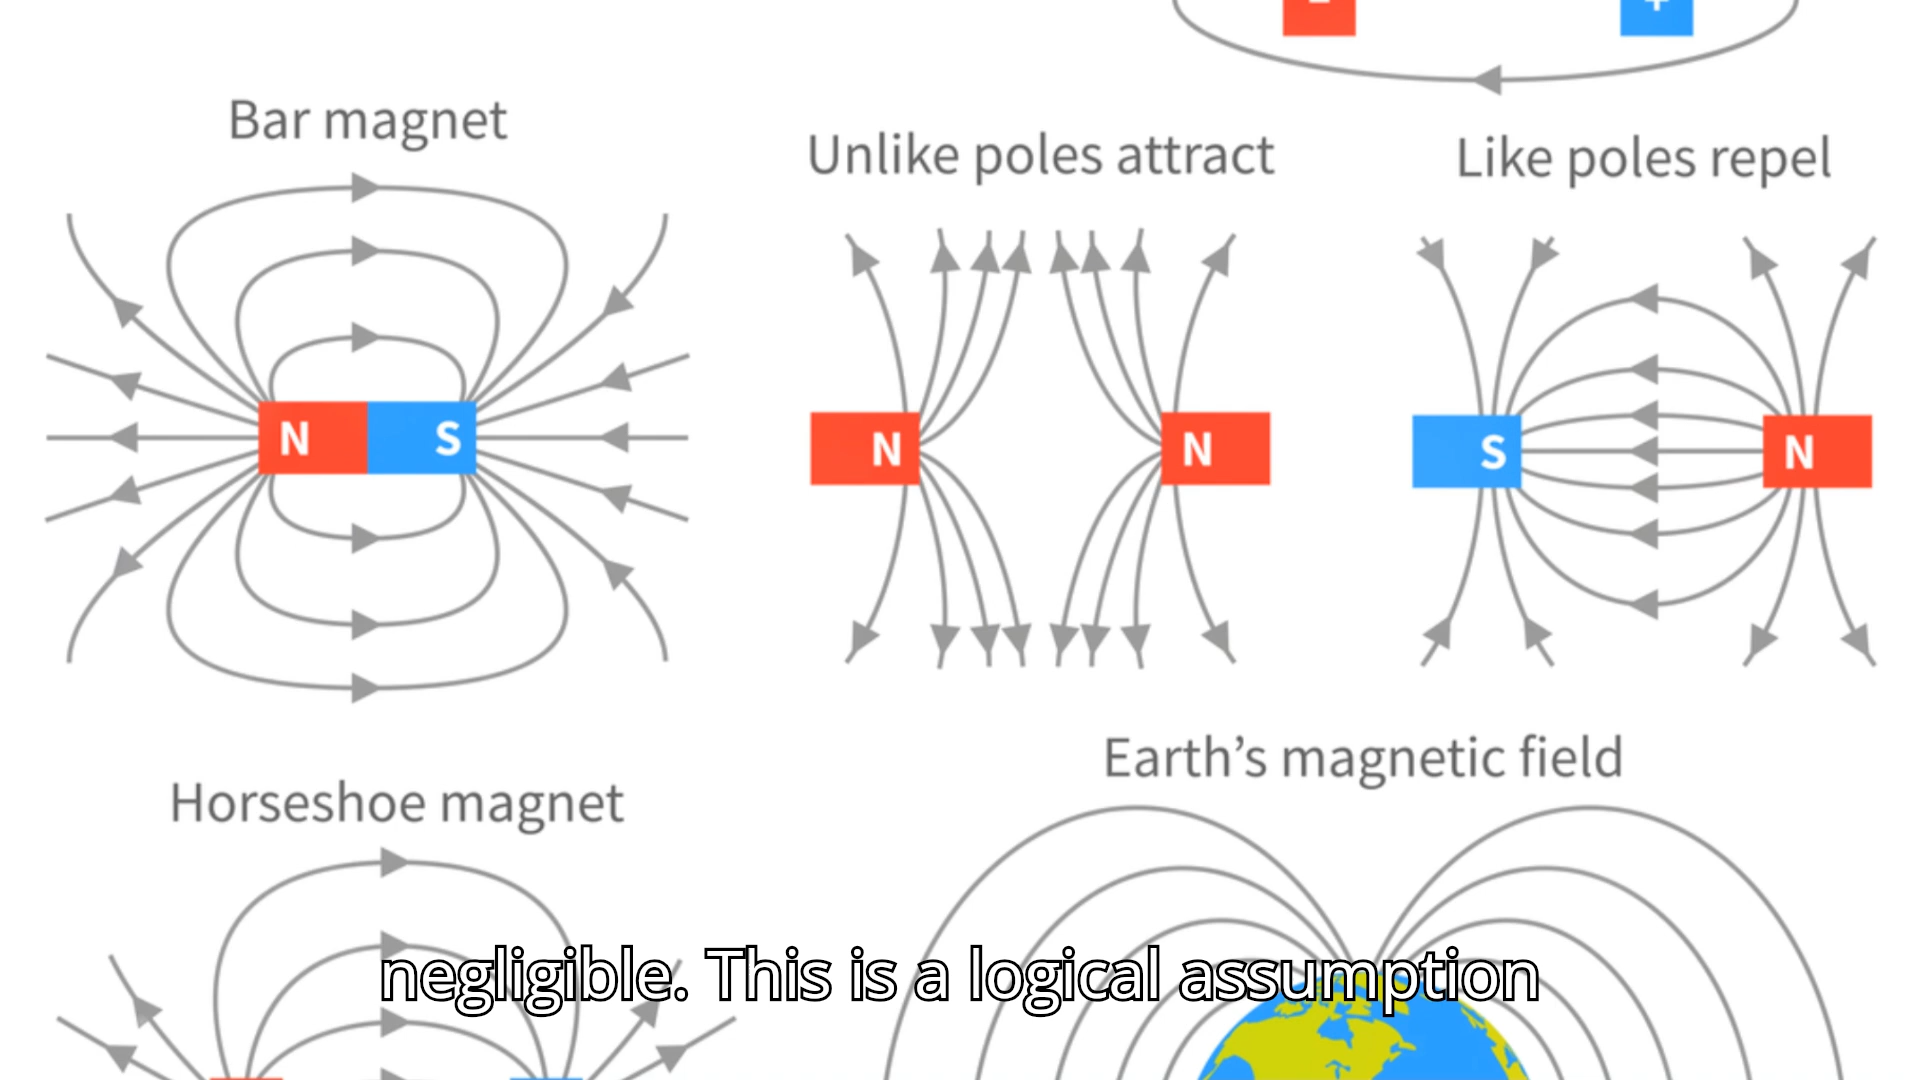 - +
Bar magnet
Unlike poles attract
Like poles repel
N S
N N
S N
Horseshoe magnet
Earth’s magnetic field
negligible. This is a logical assumption